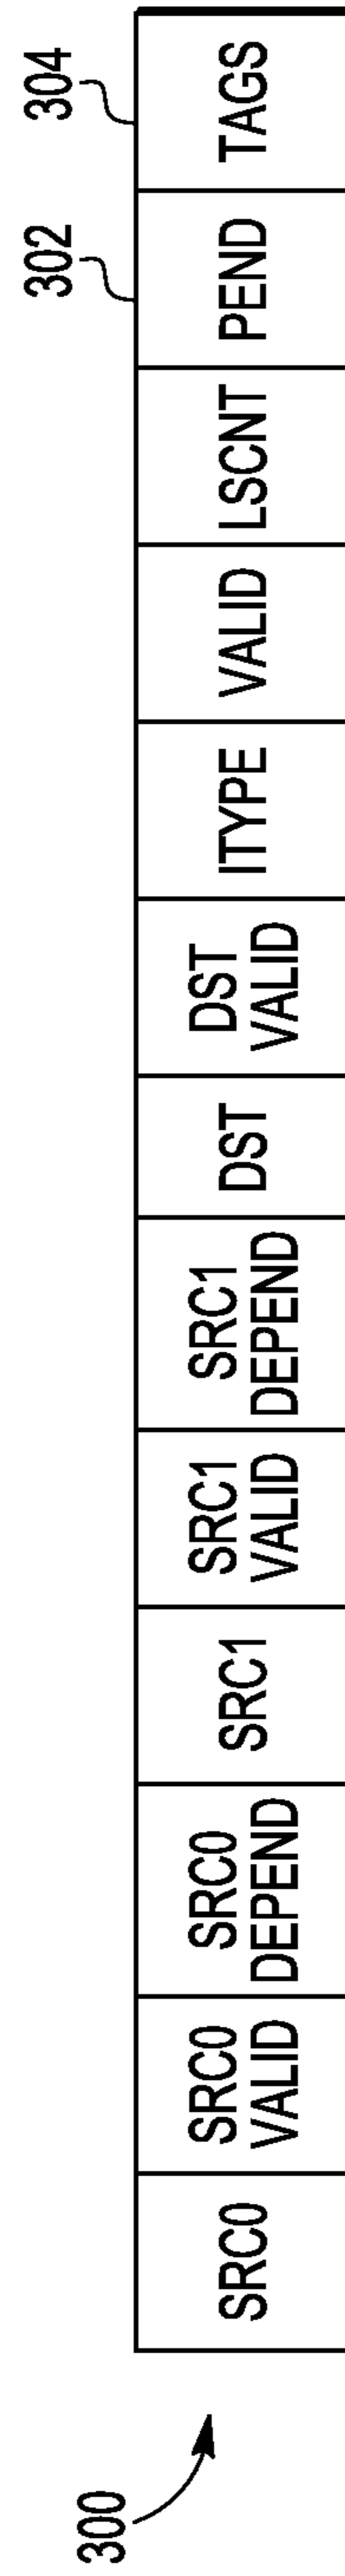 300
302
304
SRC0
SRC0
VALID
SRC0
DEPEND
SRC1
SRC1
VALID
SRC1
DEPEND
DST
DST
VALID
ITYPE
VALID
LSCNT
PEND
TAGS